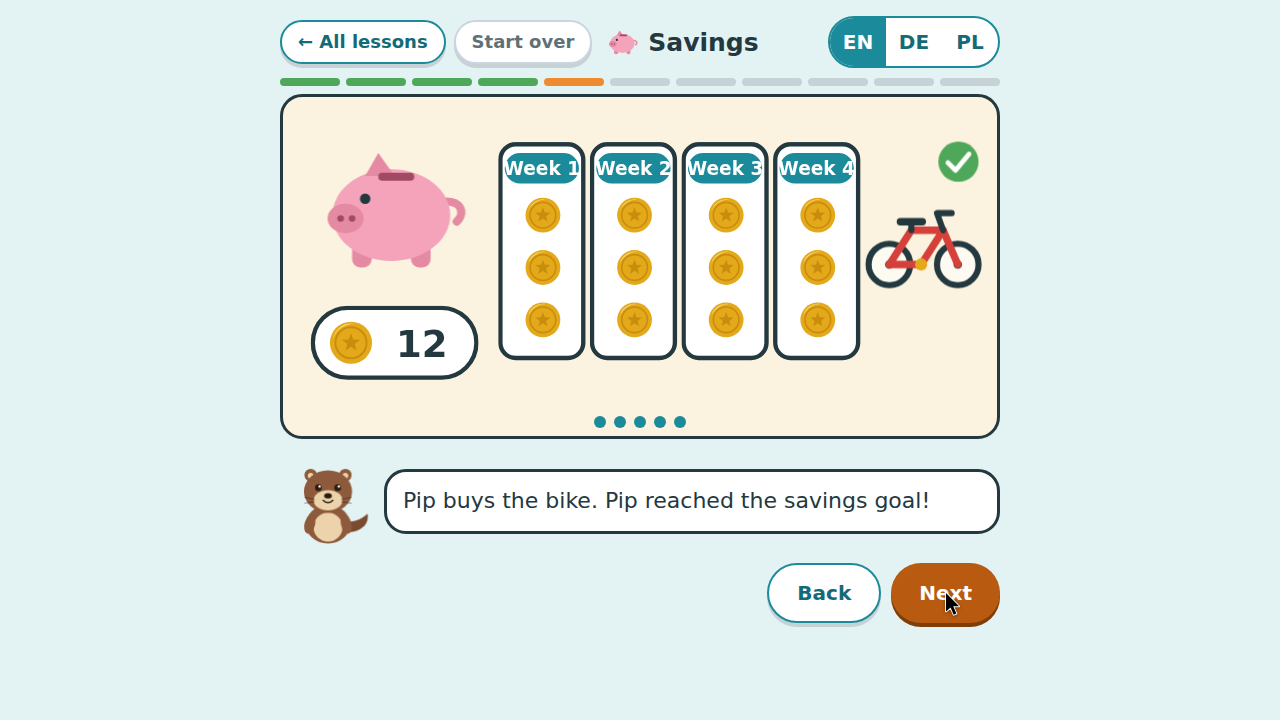 ← All lessons
Start over
Savings
EN
DE
PL
Week 1
Week 2
Week 3
Week 4
12
Pip buys the bike. Pip reached the savings goal!
Back
Next